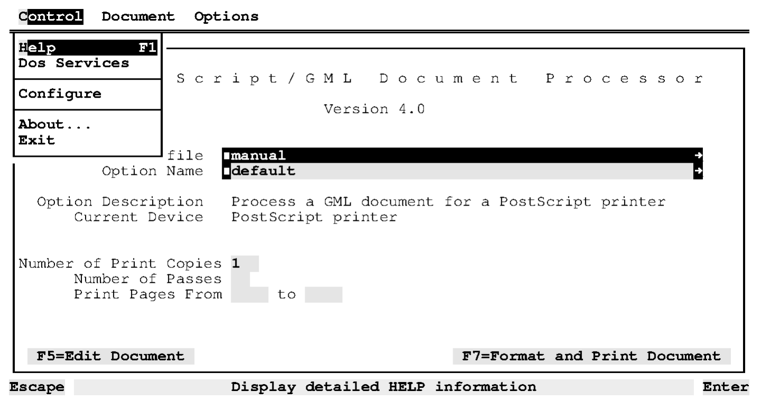 Control Document Options
Help F1
Dos Services
Configure
About...
Exit
Script/GML Document Processor
Version 4.0
file manual
Option Name default
Option Description Process a GML document for a PostScript printer
Current Device PostScript printer
Number of Print Copies 1
Number of Passes
Print Pages From to
F5=Edit Document F7=Format and Print Document
Escape Display detailed HELP information Enter